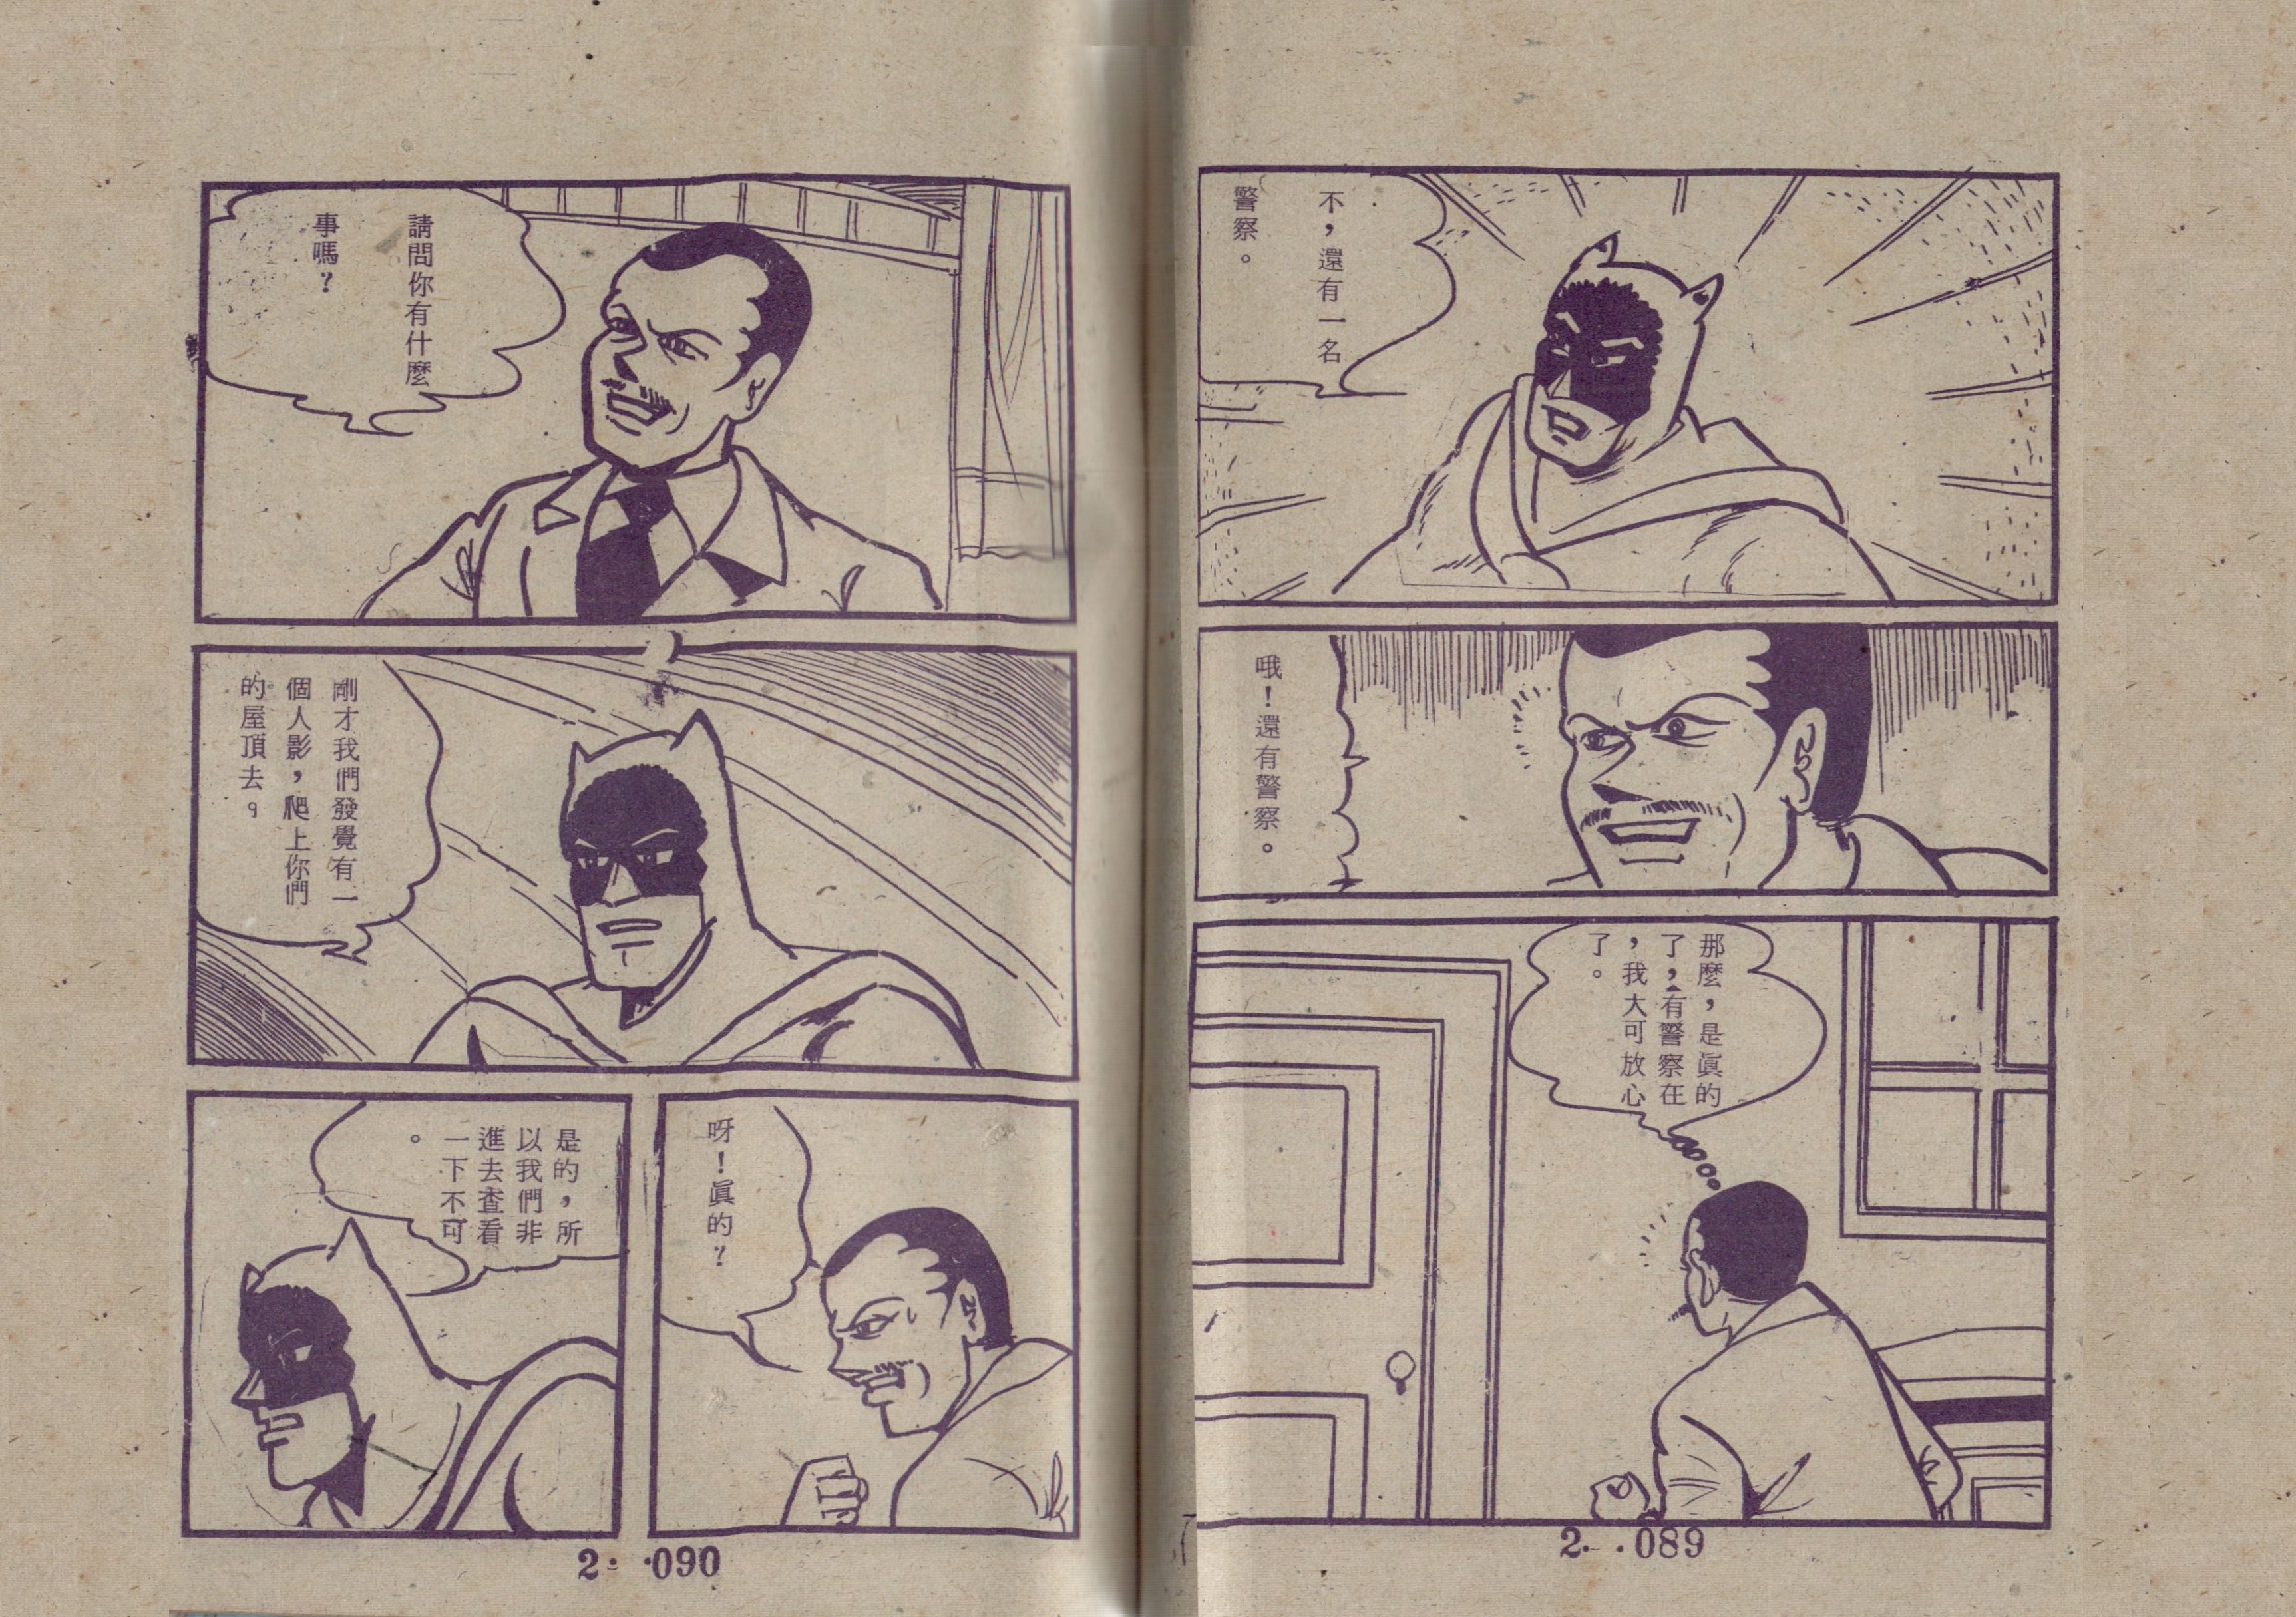 不，還有一名
警察。
哦！還有警察。
那麼，是眞的
了，有警察在
，我大可放心
了。
2 .089
請問你有什麼
事嗎？
剛才我們發覺有一
個人影，爬上你們
的屋頂去。
呀！眞的？
是的，所
以我們非
進去查看
一下不可
。
2 .090